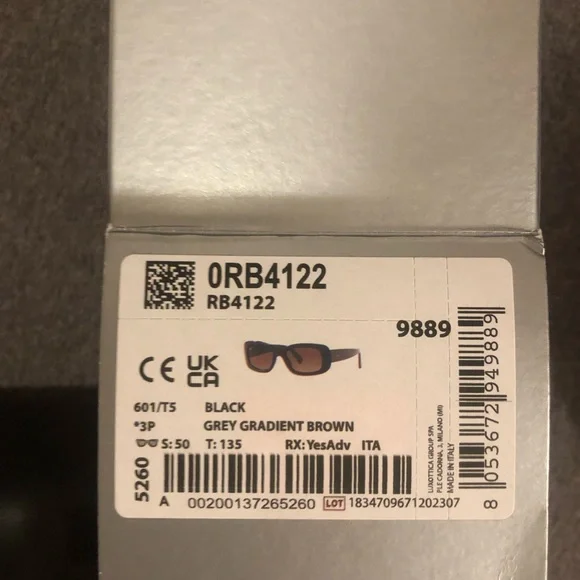 0RB4122
RB4122
9889
CE UK
CA
601/T5 BLACK
*3P GREY GRADIENT BROWN
S: 50 T: 135 RX: YesAdv ITA
5260
A 00200137265260 LOT 1834709671202307
LUXOTTICA GROUP SPA
P.LE CADORNA, 3, MILANO (MI)
MADE IN ITALY
8 053672 949889